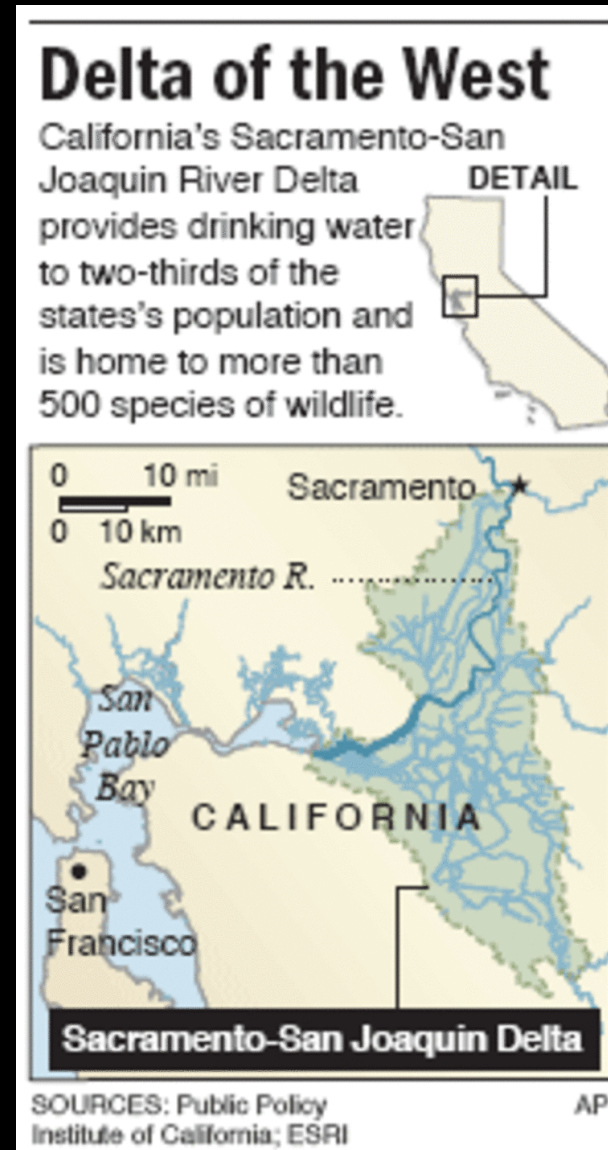 Delta of the West
California's Sacramento-San
Joaquin River Delta
provides drinking water
to two-thirds of the
states's population and
is home to more than
500 species of wildlife.
DETAIL
0 10 mi
0 10 km
Sacramento
Sacramento R.
San
Pablo
Bay
CALIFORNIA
San
Francisco
Sacramento-San Joaquin Delta
SOURCES: Public Policy
Institute of California; ESRI
AP